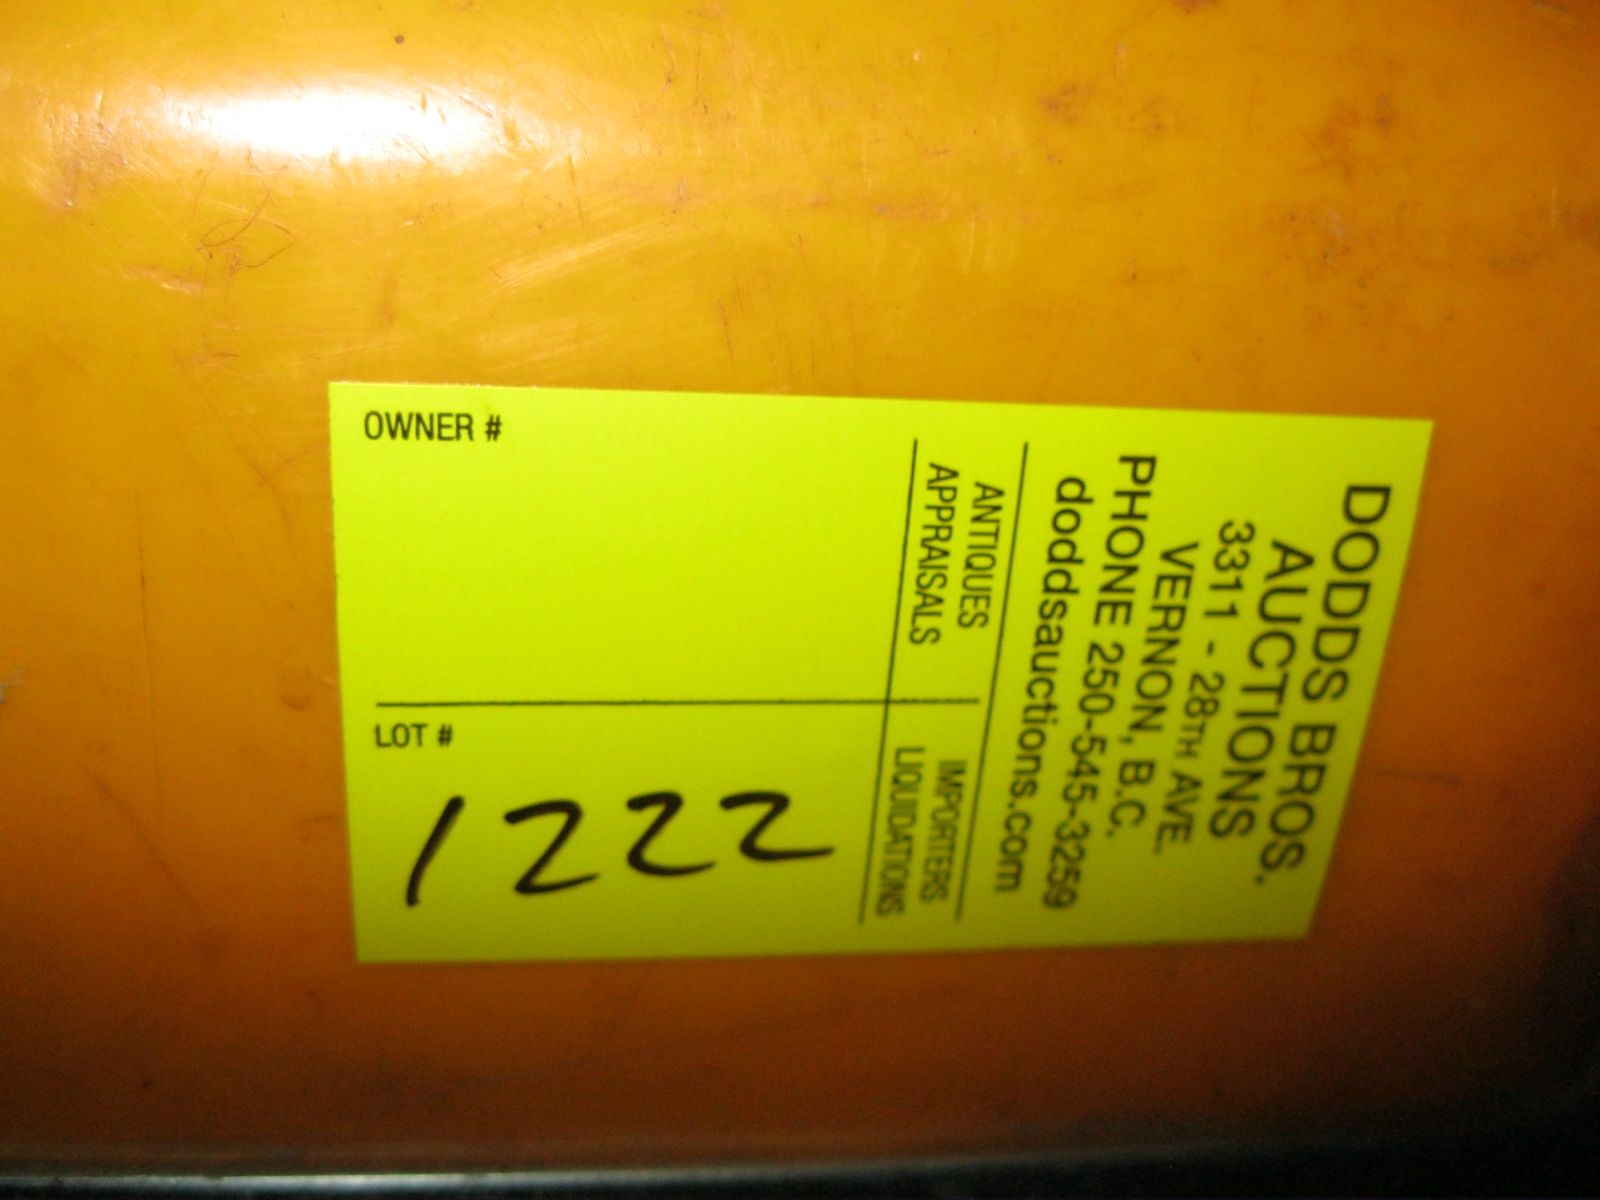 DODDS BROS.
AUCTIONS
3311 - 28TH AVE.
VERNON, B.C.
PHONE 250-545-3259
doddsauctions.com
ANTIQUES
APPRAISALS
IMPORTERS
LIQUIDATIONS
OWNER #
LOT #
1222